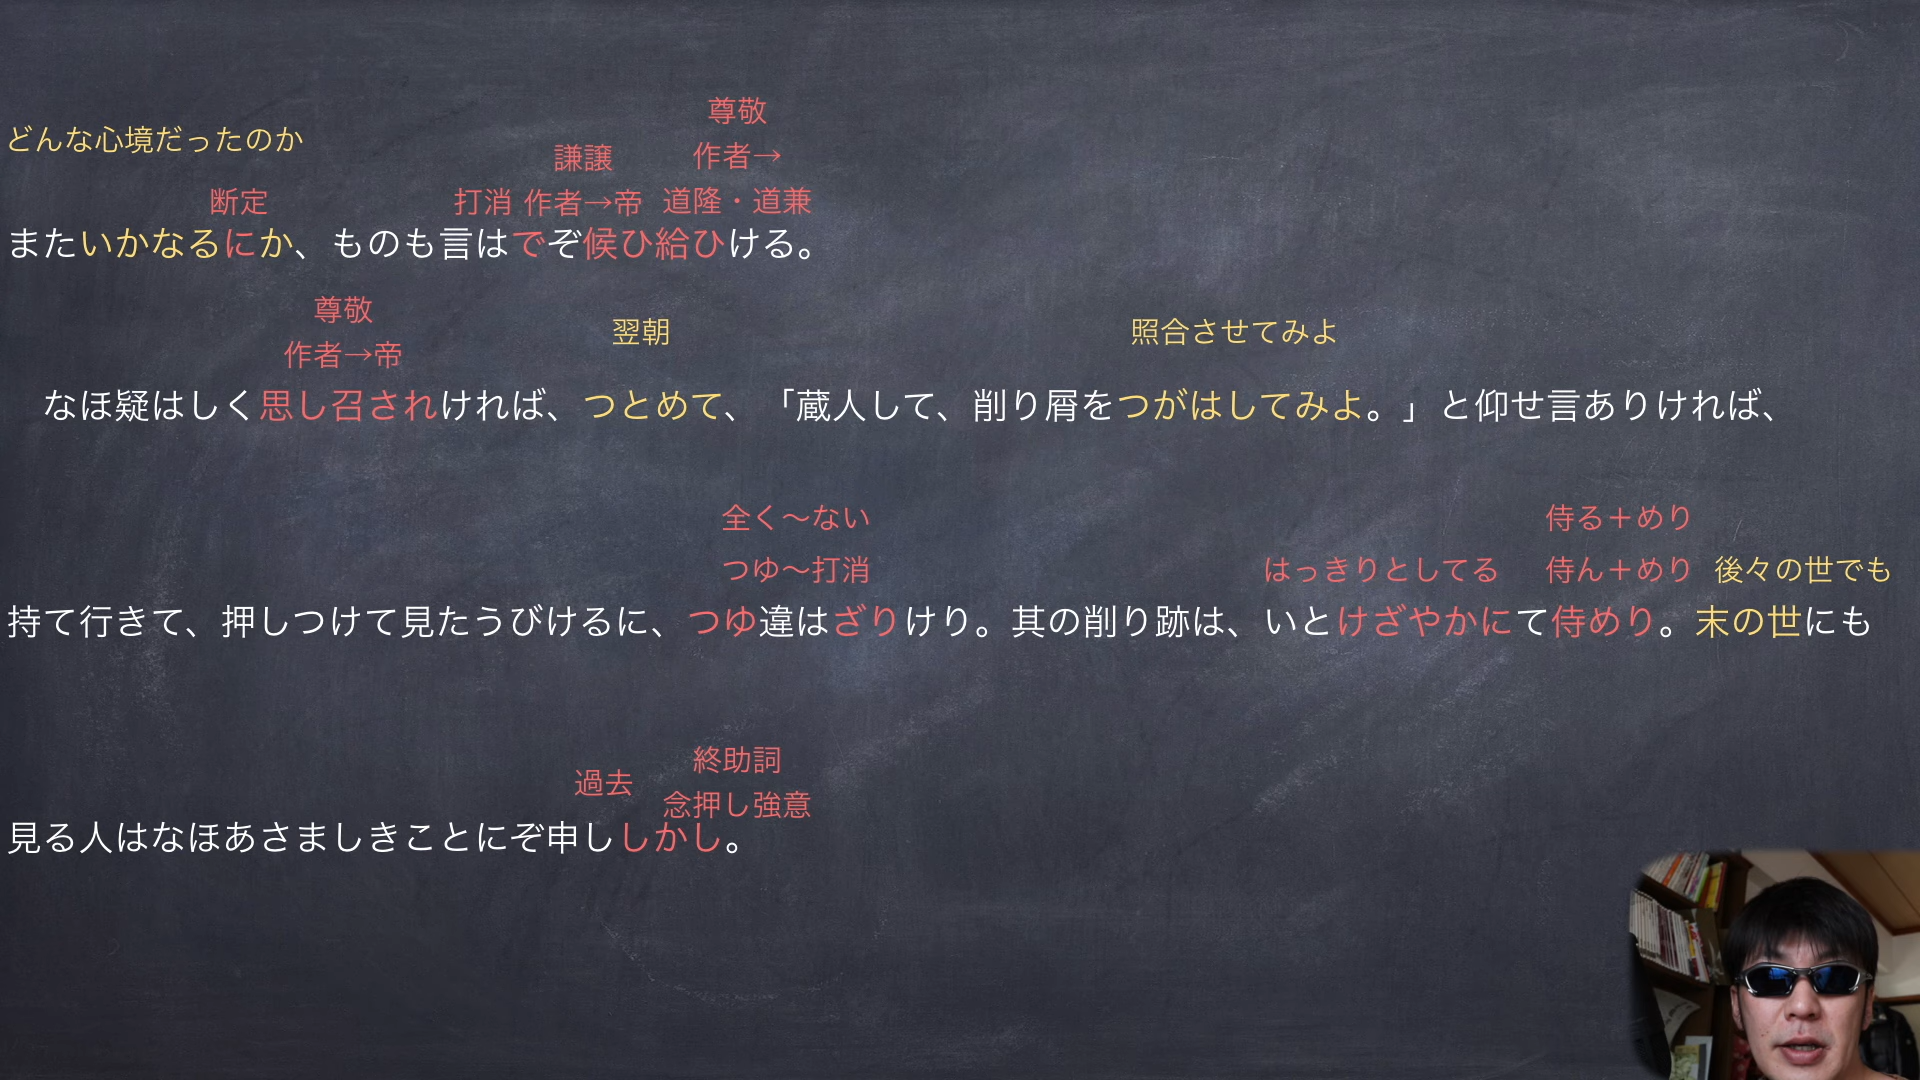 尊敬
どんな心境だったのか
謙譲 作者→
断定 打消 作者→帝 道隆・道兼
またいかなるにか、ものも言はでぞ候ひ給ひける。
尊敬
翌朝 照合させてみよ
作者→帝
なほ疑はしく思し召されければ、つとめて、「蔵人して、削り屑をつがはしてみよ。」と仰せ言ありければ、
全く〜ない 侍る＋めり
つゆ〜打消 はっきりとしてる 侍ん＋めり 後々の世でも
持て行きて、押しつけて見たうびけるに、つゆ違はざりけり。其の削り跡は、いとけざやかにて侍めり。末の世にも
終助詞
過去
念押し強意
見る人はなほあさましきことにぞ申ししかし。